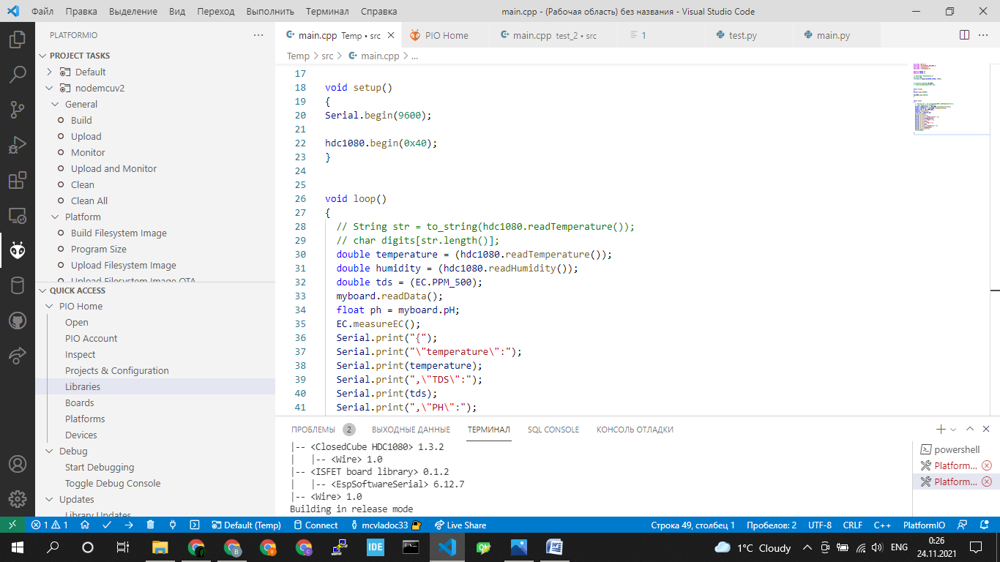 Файл Правка Выделение Вид Переход Выполнить Терминал Справка main.cpp - (Рабочая область) без названия - Visual Studio Code
PLATFORMIO ···
main.cpp Temp • src PIO Home main.cpp test_2 • src 1 test.py main.py
Temp > src > main.cpp > ...
PROJECT TASKS
Default
nodemcuv2
General
Build
Upload
Monitor
Upload and Monitor
Clean
Clean All
Platform
Build Filesystem Image
Program Size
Upload Filesystem Image
Upload Filesystem Image OTA
QUICK ACCESS
PIO Home
Open
PIO Account
Inspect
Projects & Configuration
Libraries
Boards
Platforms
Devices
Debug
Start Debugging
Toggle Debug Console
Updates
Library Updates
17
18 void setup()
19 {
20 Serial.begin(9600);
21
22 hdc1080.begin(0x40);
23 }
24
25
26 void loop()
27 {
28 // String str = to_string(hdc1080.readTemperature());
29 // char digits[str.length()];
30 double temperature = (hdc1080.readTemperature());
31 double humidity = (hdc1080.readHumidity());
32 double tds = (EC.PPM_500);
33 myboard.readData();
34 float ph = myboard.pH;
35 EC.measureEC();
36 Serial.print("{");
37 Serial.print("\"temperature\":");
38 Serial.print(temperature);
39 Serial.print(",\"TDS\":");
40 Serial.print(tds);
41 Serial.print(",\"PH\":");
ПРОБЛЕМЫ 2 ВЫХОДНЫЕ ДАННЫЕ ТЕРМИНАЛ SQL CONSOLE КОНСОЛЬ ОТЛАДКИ
|-- <ClosedCube HDC1080> 1.3.2
| |-- <Wire> 1.0
|-- <ISFET board library> 0.1.2
| |-- <EspSoftwareSerial> 6.12.7
|-- <Wire> 1.0
Building in release mode
powershell
Platform...
Platform...
1 1 Default (Temp) Connect mcvladoc33 Live Share Строка 49, столбец 1 Пробелов: 2 UTF-8 CRLF C++ PlatformIO
IDE 1°C Cloudy ENG 0:26
24.11.2021